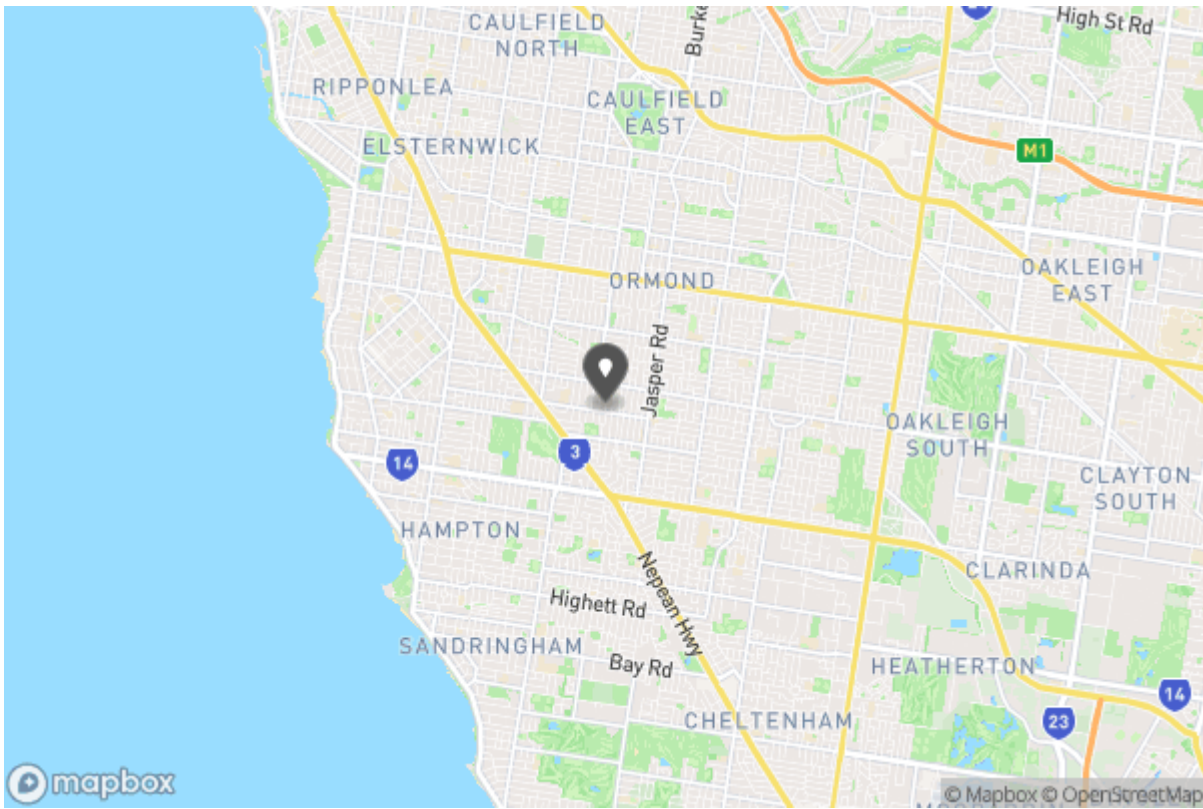 CAULFIELD
NORTH
High St Rd
RIPPONLEA
CAULFIELD
EAST
ELSTERNWICK
M1
ORMOND
OAKLEIGH
EAST
Jasper Rd
OAKLEIGH
SOUTH
3
14
CLAYTON
SOUTH
HAMPTON
CLARINDA
Nepean Hwy
Highett Rd
SANDRINGHAM
Bay Rd
HEATHERTON
14
CHELTENHAM
23
mapbox
© Mapbox © OpenStreetMap